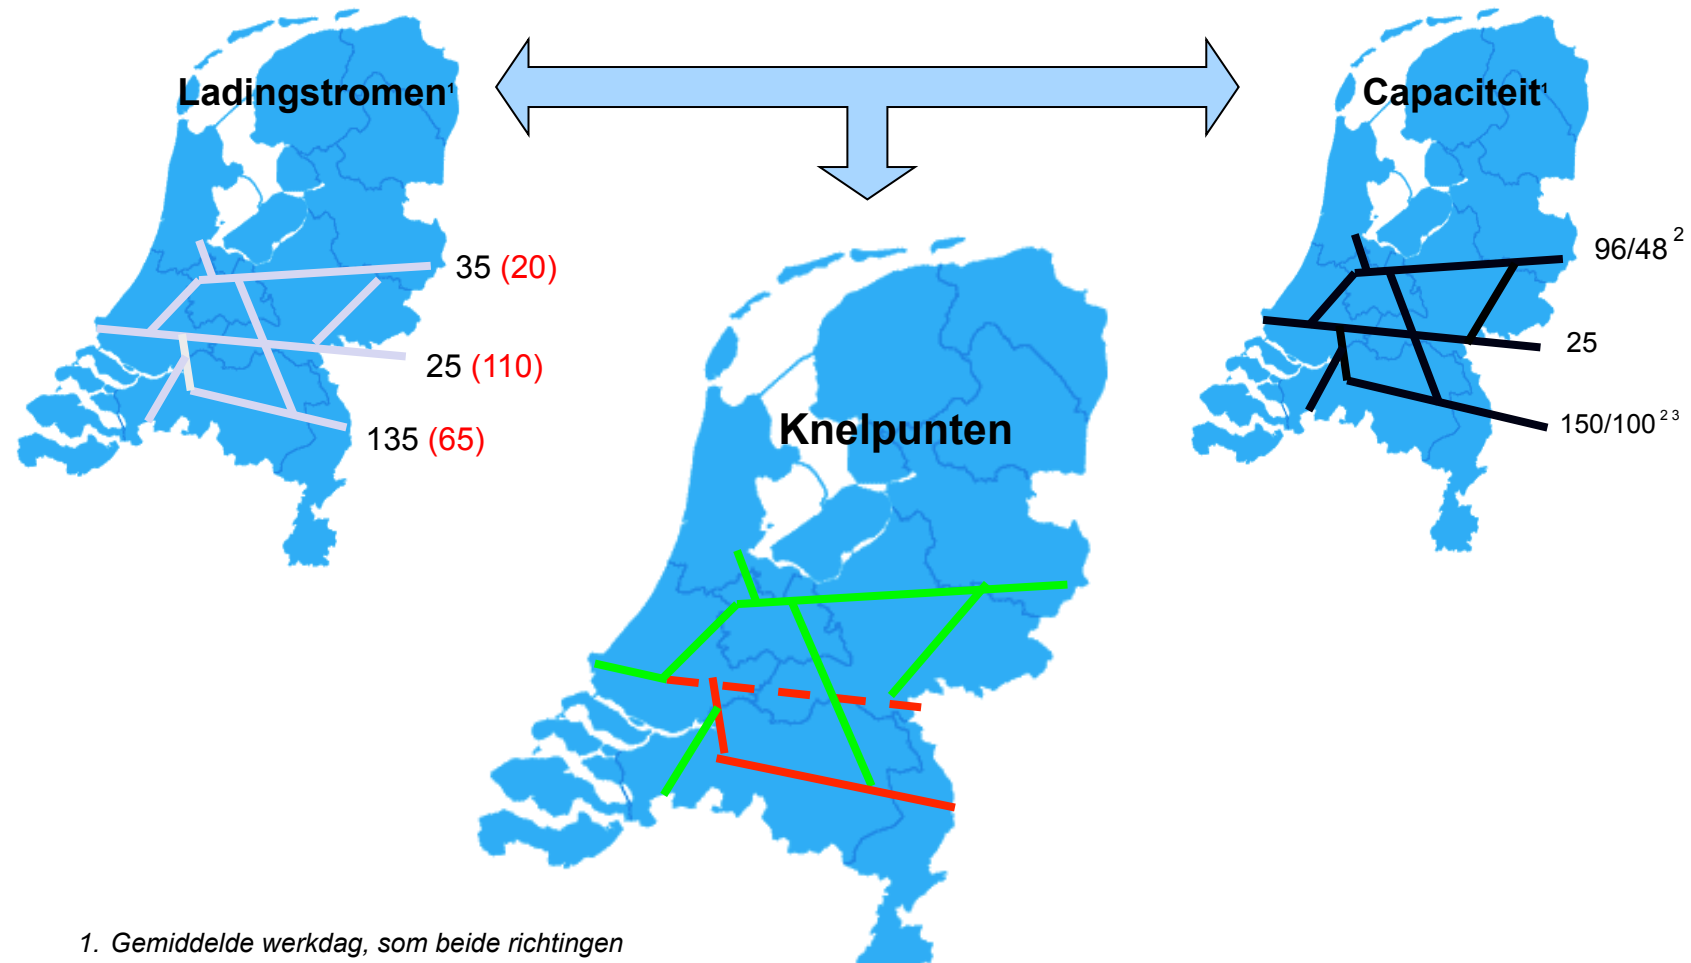 Ladingstromen¹
Capaciteit¹
35 (20)
25 (110)
135 (65)
96/48 ²
25
150/100 ² ³
Knelpunten
1. Gemiddelde werkdag, som beide richtingen